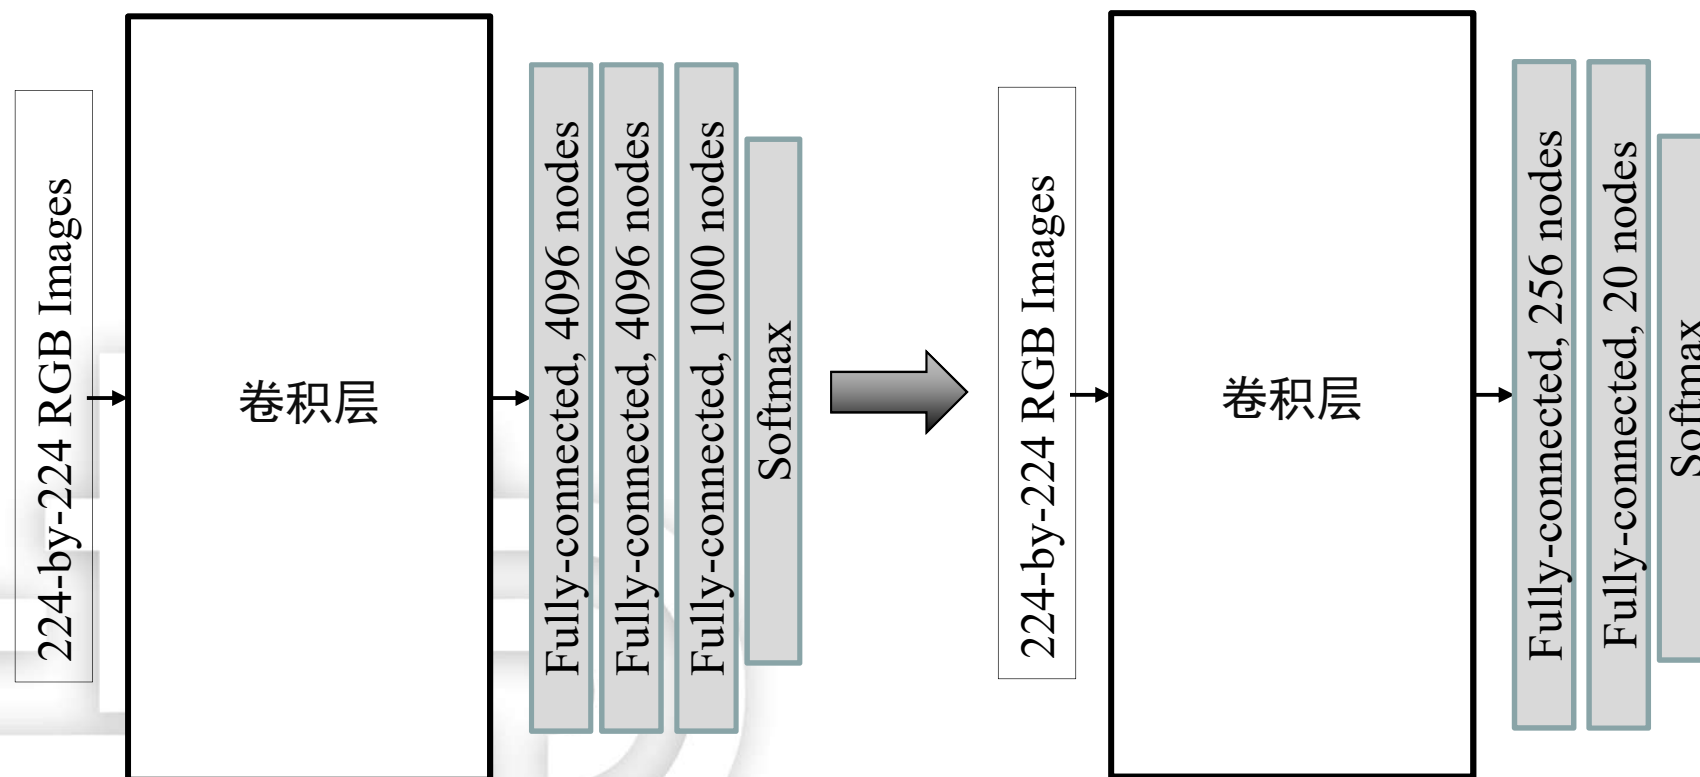 224-by-224 RGB Images
卷积层
Fully-connected, 4096 nodes
Fully-connected, 4096 nodes
Fully-connected, 1000 nodes
Softmax
224-by-224 RGB Images
卷积层
Fully-connected, 256 nodes
Fully-connected, 20 nodes
Softmax